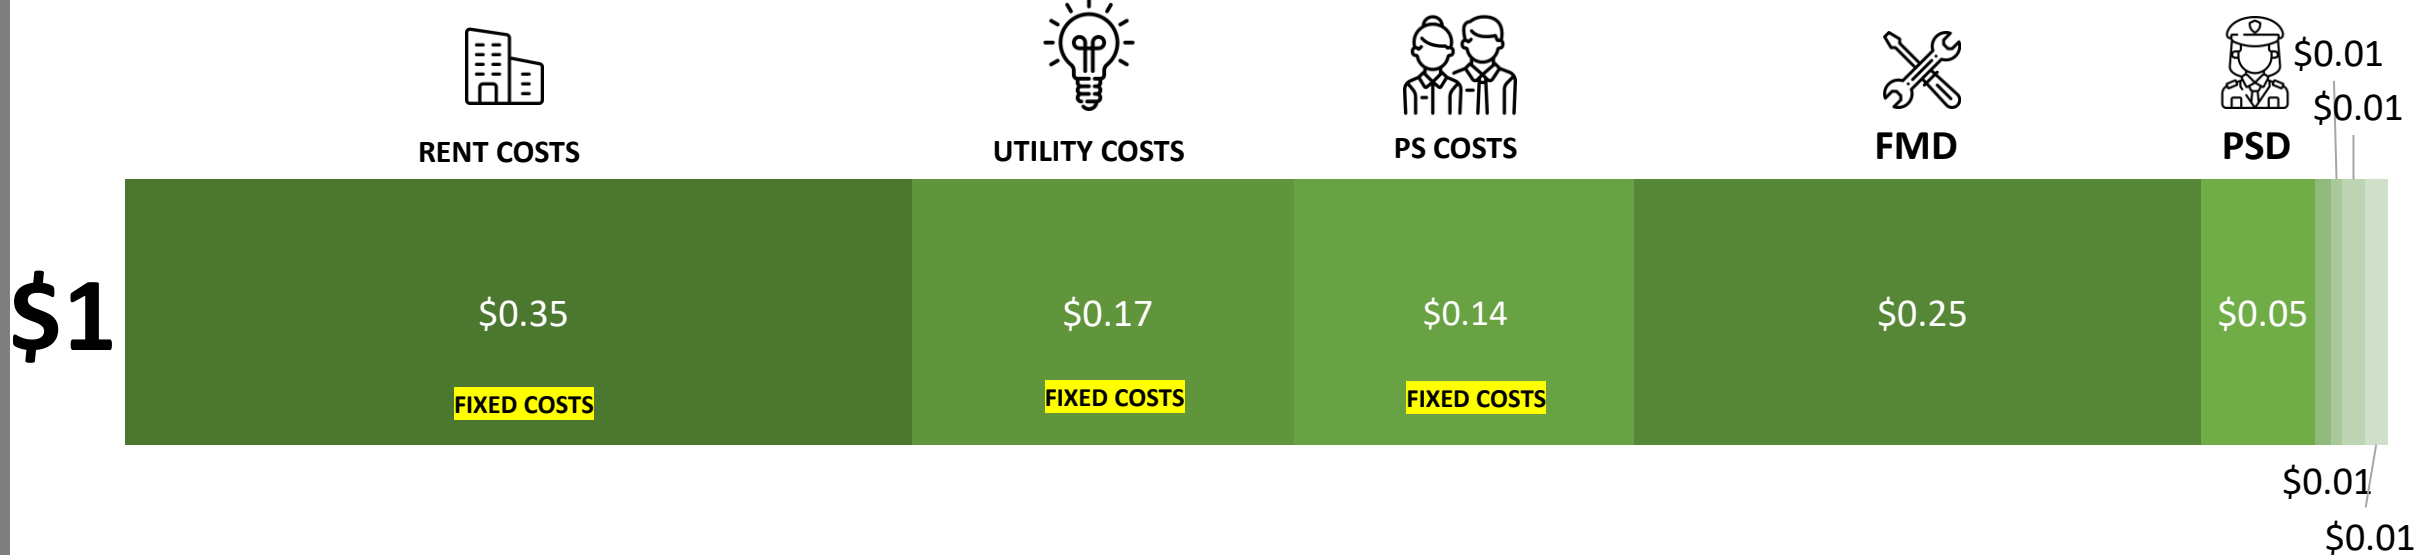 $0.01
$0.01
RENT COSTS
UTILITY COSTS
PS COSTS
FMD
PSD
$1
$0.35
$0.17
$0.14
$0.25
$0.05
FIXED COSTS
FIXED COSTS
FIXED COSTS
$0.01
$0.01